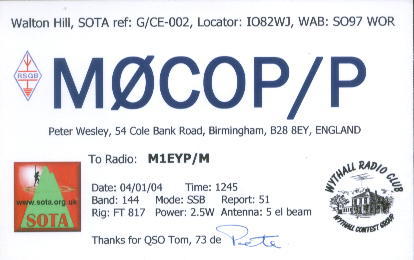 Walton Hill, SOTA ref: G/CE-002, Locator: IO82WJ, WAB: SO97 WOR
RSGB
MØCOP/P
Peter Wesley, 54 Cole Bank Road, Birmingham, B28 8EY, ENGLAND
To Radio: M1EYP/M
www.sota.org.uk
SOTA
Date: 04/01/04 Time: 1245
Band: 144 Mode: SSB Report: 51
Rig: FT 817 Power: 2.5W Antenna: 5 el beam
Thanks for QSO Tom, 73 de Pete
WYTHALL RADIO CLUB
WYTHALL CONTEST GROUP